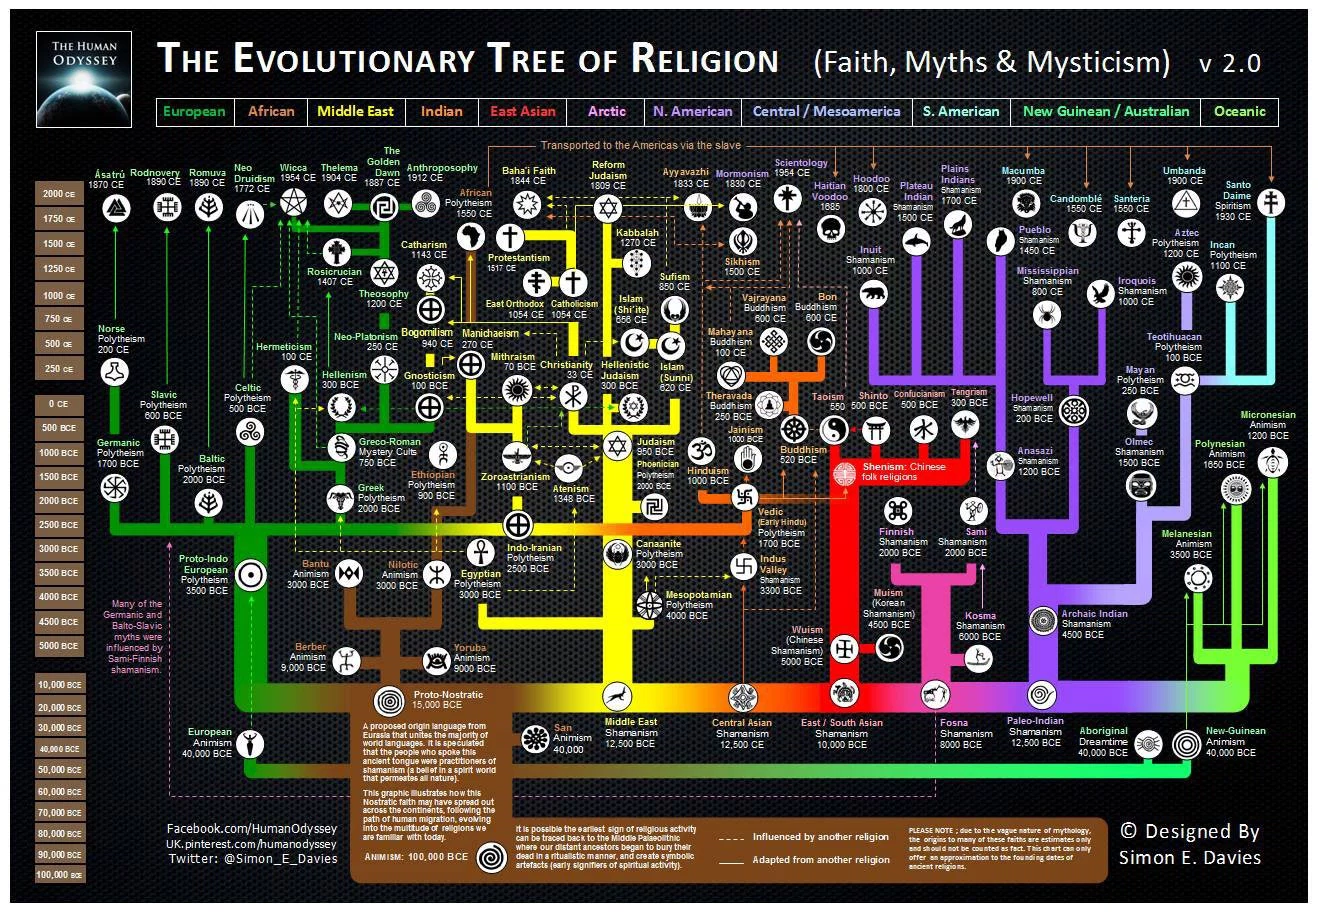 THE HUMAN
ODYSSEY
THE EVOLUTIONARY TREE OF RELIGION (Faith, Myths & Mysticism) v 2.0
European African Middle East Indian East Asian Arctic N. American Central / Mesoamerica S. American New Guinean / Australian Oceanic
Transported to the Americas via the slave
2000 CE
1750 CE
1500 CE
1250 CE
1000 CE
750 CE
500 CE
250 CE
0 CE
500 BCE
1000 BCE
1500 BCE
2000 BCE
2500 BCE
3000 BCE
3500 BCE
4000 BCE
4500 BCE
5000 BCE
10,000 BCE
20,000 BCE
30,000 BCE
40,000 BCE
50,000 BCE
60,000 BCE
70,000 BCE
80,000 BCE
90,000 BCE
100,000 BCE
Ásatrú
1870 CE
Rodnovery
1890 CE
Romuva
1890 CE
Neo
Druidism
1772 CE
Wicca
1954 CE
Thelema
1904 CE
The
Golden
Dawn
1887 CE
Anthroposophy
1912 CE
African
Polytheism
1550 CE
Baha'i Faith
1844 CE
Reform
Judaism
1809 CE
Ayyavazhi
1833 CE
Mormonism
1830 CE
Scientology
1954 CE
Haitian
Voodoo
1685
Hoodoo
1800 CE
Plateau
Indian
Shamanism
1500 CE
Plains
Indians
Shamanism
1700 CE
Macumba
1900 CE
Candomblé
1550 CE
Santeria
1550 CE
Umbanda
1900 CE
Santo
Daime
Spiritism
1930 CE
Rosicrucian
1407 CE
Theosophy
1200 CE
Catharism
1143 CE
Protestantism
1517 CE
East Orthodox
1054 CE
Catholicism
1054 CE
Kabbalah
1270 CE
Sufism
850 CE
Sikhism
1500 CE
Inuit
Shamanism
1000 CE
Pueblo
Shamanism
1450 CE
Mississippian
Shamanism
800 CE
Iroquois
Shamanism
1000 CE
Aztec
Polytheism
1200 CE
Incan
Polytheism
1100 CE
Norse
Polytheism
200 CE
Hermeticism
100 CE
Neo-Platonism
250 CE
Bogomilism
940 CE
Manichaeism
270 CE
Mithraism
70 BCE
Christianity
33 CE
Islam
(Shi'ite)
656 CE
Islam
(Sunni)
620 CE
Hellenistic
Judaism
300 BCE
Mahayana
Buddhism
100 CE
Vajrayana
Buddhism
600 CE
Bon
Buddhism
600 CE
Teotihuacan
Polytheism
100 BCE
Slavic
Polytheism
600 BCE
Celtic
Polytheism
500 BCE
Hellenism
300 BCE
Gnosticism
100 BCE
Theravada
Buddhism
250 BCE
Taoism
550
Shinto
500 BCE
Confucianism
500 BCE
Tengrism
300 BCE
Hopewell
Shamanism
200 BCE
Mayan
Polytheism
250 BCE
Germanic
Polytheism
1700 BCE
Baltic
Polytheism
2000 BCE
Greco-Roman
Mystery Cults
750 BCE
Greek
Polytheism
2000 BCE
Ethiopian
Polytheism
900 BCE
Zoroastrianism
1100 BCE
Atenism
1348 BCE
Judaism
950 BCE
Phoenician
Polytheism
2000 BCE
Hinduism
1000 BCE
Jainism
1000 BCE
Buddhism
520 BCE
Shenism: Chinese
folk religions
Anasazi
Shamanism
1200 BCE
Olmec
Shamanism
1500 BCE
Polynesian
Animism
1650 BCE
Micronesian
Animism
1200 BCE
Proto-Indo
European
Polytheism
3500 BCE
Bantu
Animism
3000 BCE
Nilotic
Animism
3000 BCE
Egyptian
Polytheism
3500 BCE
Indo-Iranian
Polytheism
2500 BCE
Canaanite
Polytheism
3000 BCE
Mesopotamian
Polytheism
4000 BCE
Vedic
(Early Hindu)
Polytheism
1700 BCE
Indus
Valley
Shamanism
3300 BCE
Finnish
Shamanism
2000 BCE
Sami
Shamanism
2000 BCE
Melanesian
Animism
3500 BCE
Many of the
Germanic and
Balto-Slavic
myths were
influenced by
Sami-Finnish
shamanism.
Berber
Animism
9,000 BCE
Yoruba
Animism
9000 BCE
Wuism
(Chinese
Shamanism)
5000 BCE
Muism
(Korean
Shamanism)
4500 BCE
Kosma
Shamanism
6000 BCE
Archaic Indian
Shamanism
4500 BCE
Proto-Nostratic
15,000 BCE
European
Animism
40,000 BCE
San
Animism
40,000
Middle East
Shamanism
12,500 BCE
Central Asian
Shamanism
12,500 CE
East / South Asian
Shamanism
10,000 BCE
Fosna
Shamanism
8000 BCE
Paleo-Indian
Shamanism
12,500 BCE
Aboriginal
Dreamtime
40,000 BCE
New-Guinean
Animism
40,000 BCE
A proposed origin language from
Eurasia that unites the majority of
world languages. It is speculated
that the people who spoke this
ancient tongue were practitioners of
shamanism (a belief in a spirit world
that permeates all nature).
This graphic illustrates how this
Nostratic faith may have spread out
across the continents, following the
path of human migration, evolving
into the multitude of religions we
are familiar with today.
ANIMISM: 100,000 BCE
It is possible the earliest sign of religious activity
can be traced back to the Middle Palaeolithic
where our distant ancestors began to bury their
dead in a ritualistic manner, and create symbolic
artefacts (early signifiers of spiritual activity).
Influenced by another religion
Adapted from another religion
PLEASE NOTE ; due to the vague nature of mythology,
the origins to many of these faiths are estimates only
and should not be counted as fact. This chart can only
offer an approximation to the founding dates of
ancient religions.
Facebook.com/HumanOdyssey
UK.pinterest.com/humanodyssey
Twitter: @Simon_E_Davies
© Designed By
Simon E. Davies